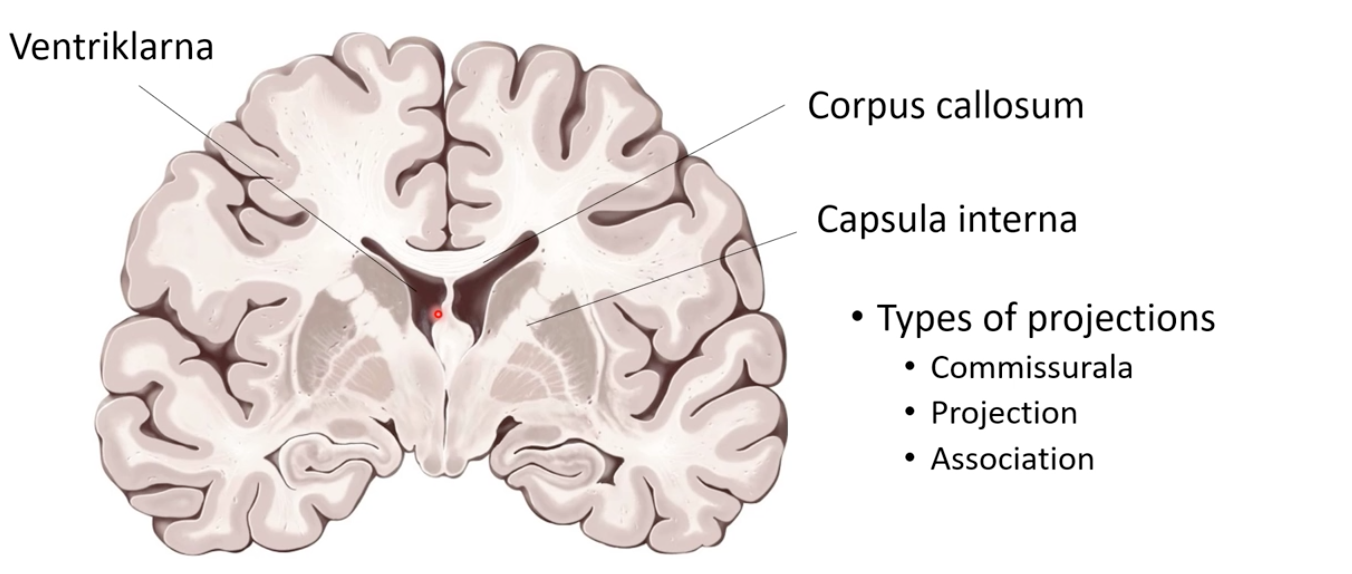 Ventriklarna
Corpus callosum
Capsula interna
• Types of projections
• Commissurala
• Projection
• Association